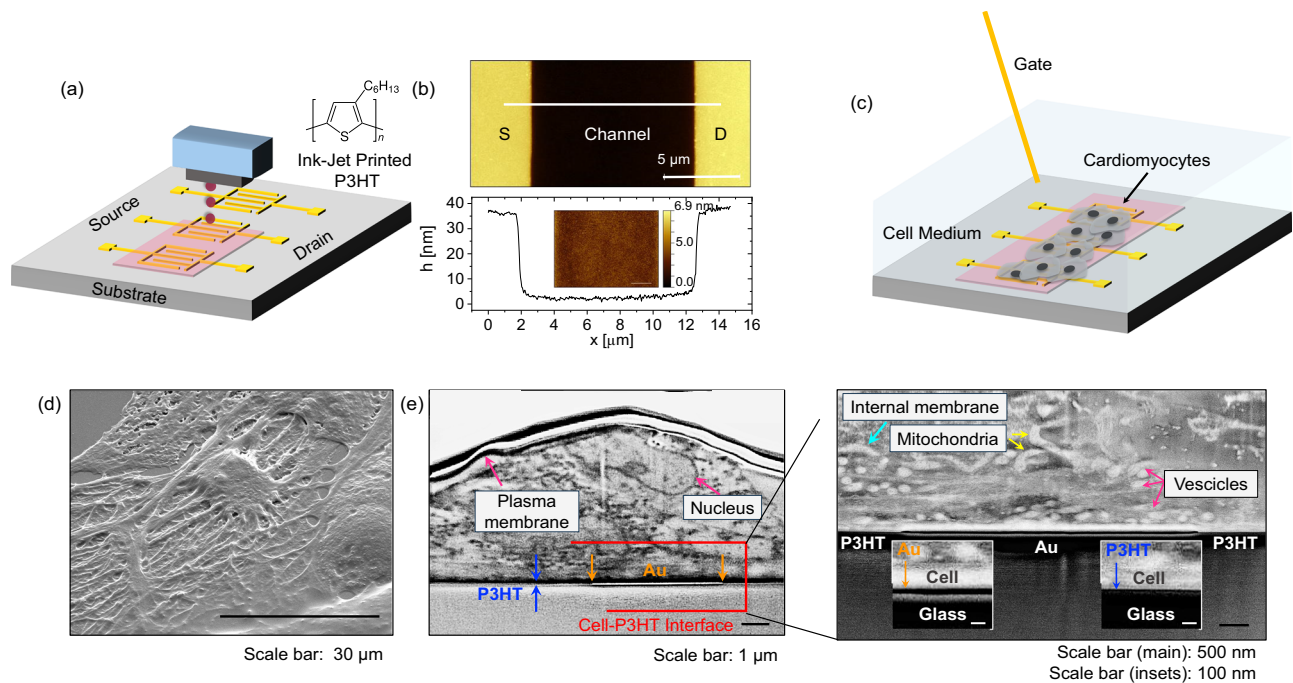 (a)
C6H13
S
n
Ink-Jet Printed
P3HT
Source
Drain
Substrate
(b)
S
Channel
D
5 µm
6.9 nm
5.0
0.0
40
30
20
10
0
h [nm]
0 2 4 6 8 10 12 14 16
x [µm]
(c)
Gate
Cardiomyocytes
Cell Medium
(d)
Scale bar: 30 µm
(e)
Plasma
membrane
Nucleus
Au
P3HT
Cell-P3HT Interface
Scale bar: 1 µm
Internal membrane
Mitochondria
Vescicles
P3HT
Au
P3HT
Au
Cell
Glass
P3HT
Cell
Glass
Scale bar (main): 500 nm
Scale bar (insets): 100 nm